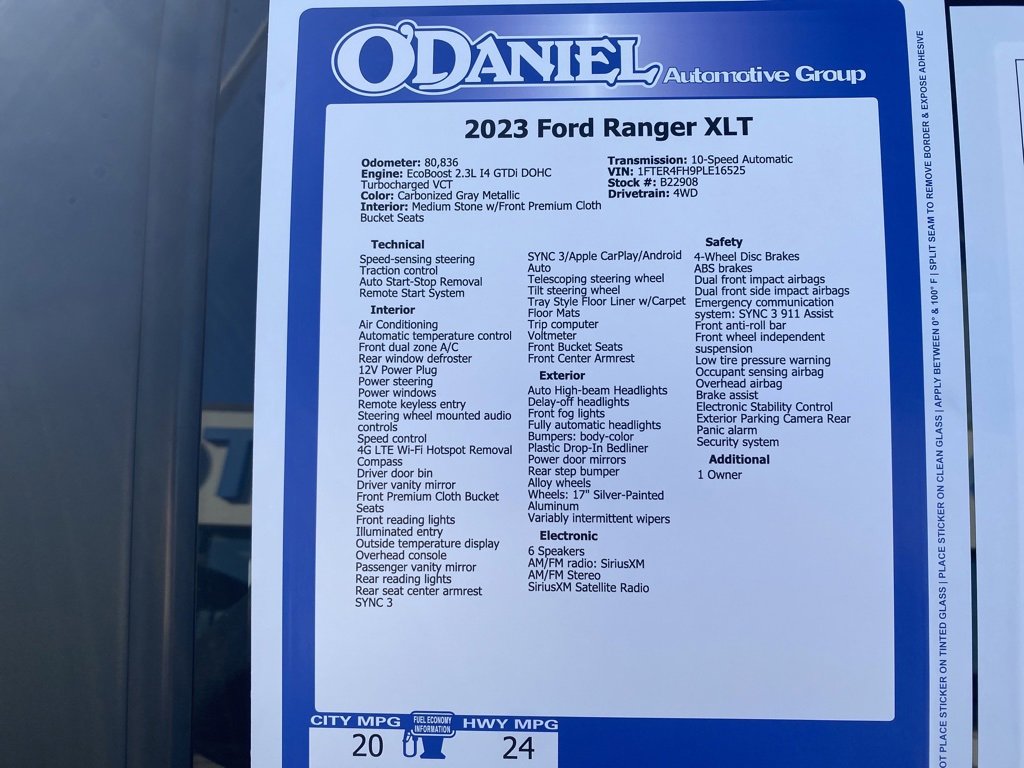 O'DANIEL Automotive Group
2023 Ford Ranger XLT
Odometer: 80,836
Engine: EcoBoost 2.3L I4 GTDi DOHC
Turbocharged VCT
Color: Carbonized Gray Metallic
Interior: Medium Stone w/Front Premium Cloth
Bucket Seats
Transmission: 10-Speed Automatic
VIN: 1FTER4FH9PLE16525
Stock #: B22908
Drivetrain: 4WD
Technical
Speed-sensing steering
Traction control
Auto Start-Stop Removal
Remote Start System
Interior
Air Conditioning
Automatic temperature control
Front dual zone A/C
Rear window defroster
12V Power Plug
Power steering
Power windows
Remote keyless entry
Steering wheel mounted audio
controls
Speed control
4G LTE Wi-Fi Hotspot Removal
Compass
Driver door bin
Driver vanity mirror
Front Premium Cloth Bucket
Seats
Front reading lights
Illuminated entry
Outside temperature display
Overhead console
Passenger vanity mirror
Rear reading lights
Rear seat center armrest
SYNC 3
SYNC 3/Apple CarPlay/Android
Auto
Telescoping steering wheel
Tilt steering wheel
Tray Style Floor Liner w/Carpet
Floor Mats
Trip computer
Voltmeter
Front Bucket Seats
Front Center Armrest
Exterior
Auto High-beam Headlights
Delay-off headlights
Front fog lights
Fully automatic headlights
Bumpers: body-color
Plastic Drop-In Bedliner
Power door mirrors
Rear step bumper
Alloy wheels
Wheels: 17" Silver-Painted
Aluminum
Variably intermittent wipers
Electronic
6 Speakers
AM/FM radio: SiriusXM
AM/FM Stereo
SiriusXM Satellite Radio
Safety
4-Wheel Disc Brakes
ABS brakes
Dual front impact airbags
Dual front side impact airbags
Emergency communication
system: SYNC 3 911 Assist
Front anti-roll bar
Front wheel independent
suspension
Low tire pressure warning
Occupant sensing airbag
Overhead airbag
Brake assist
Electronic Stability Control
Exterior Parking Camera Rear
Panic alarm
Security system
Additional
1 Owner
CITY MPG
20
FUEL ECONOMY
INFORMATION
HWY MPG
24
OT PLACE STICKER ON TINTED GLASS | PLACE STICKER ON CLEAN GLASS | APPLY BETWEEN 0° & 100° F | SPLIT SEAM TO REMOVE BORDER & EXPOSE ADHESIVE